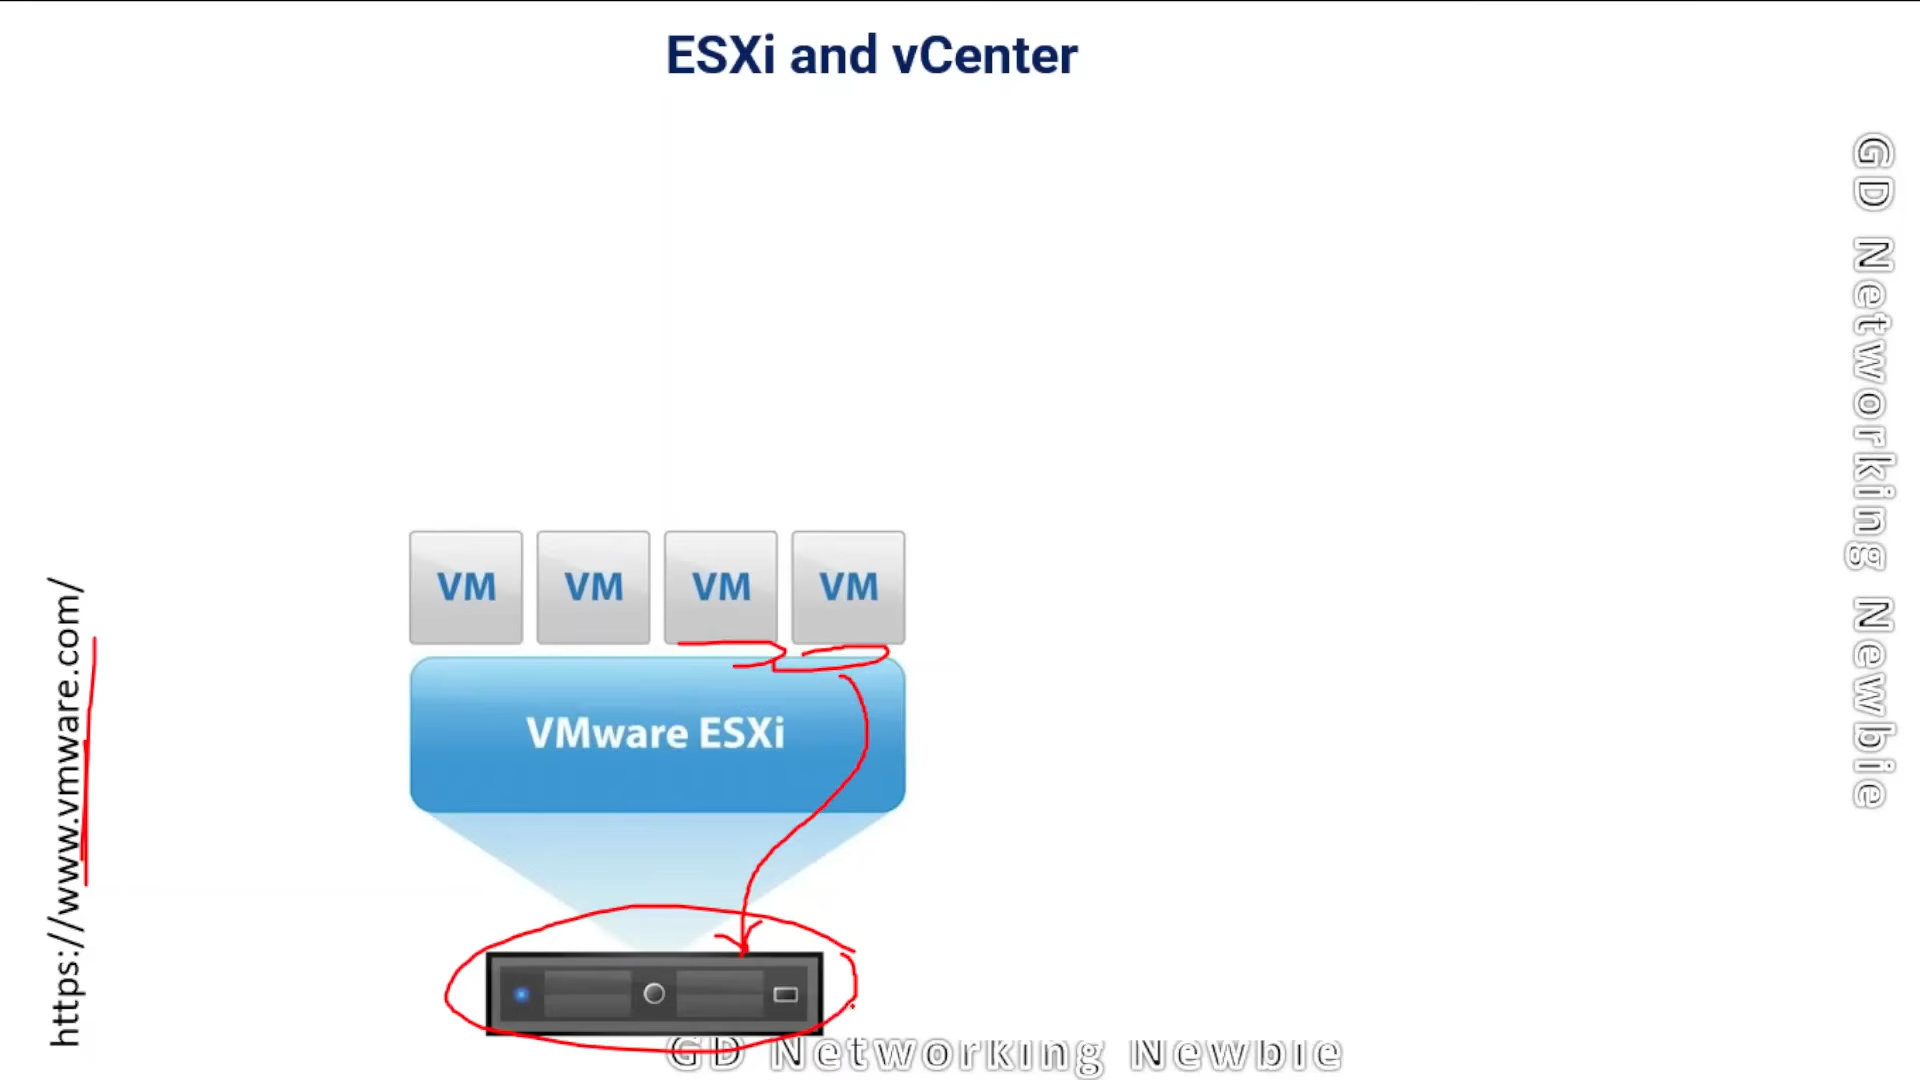 ESXi and vCenter
VM VM VM VM
VMware ESXi
https://www.vmware.com/
GD Networking Newbie
GD Networking Newbie